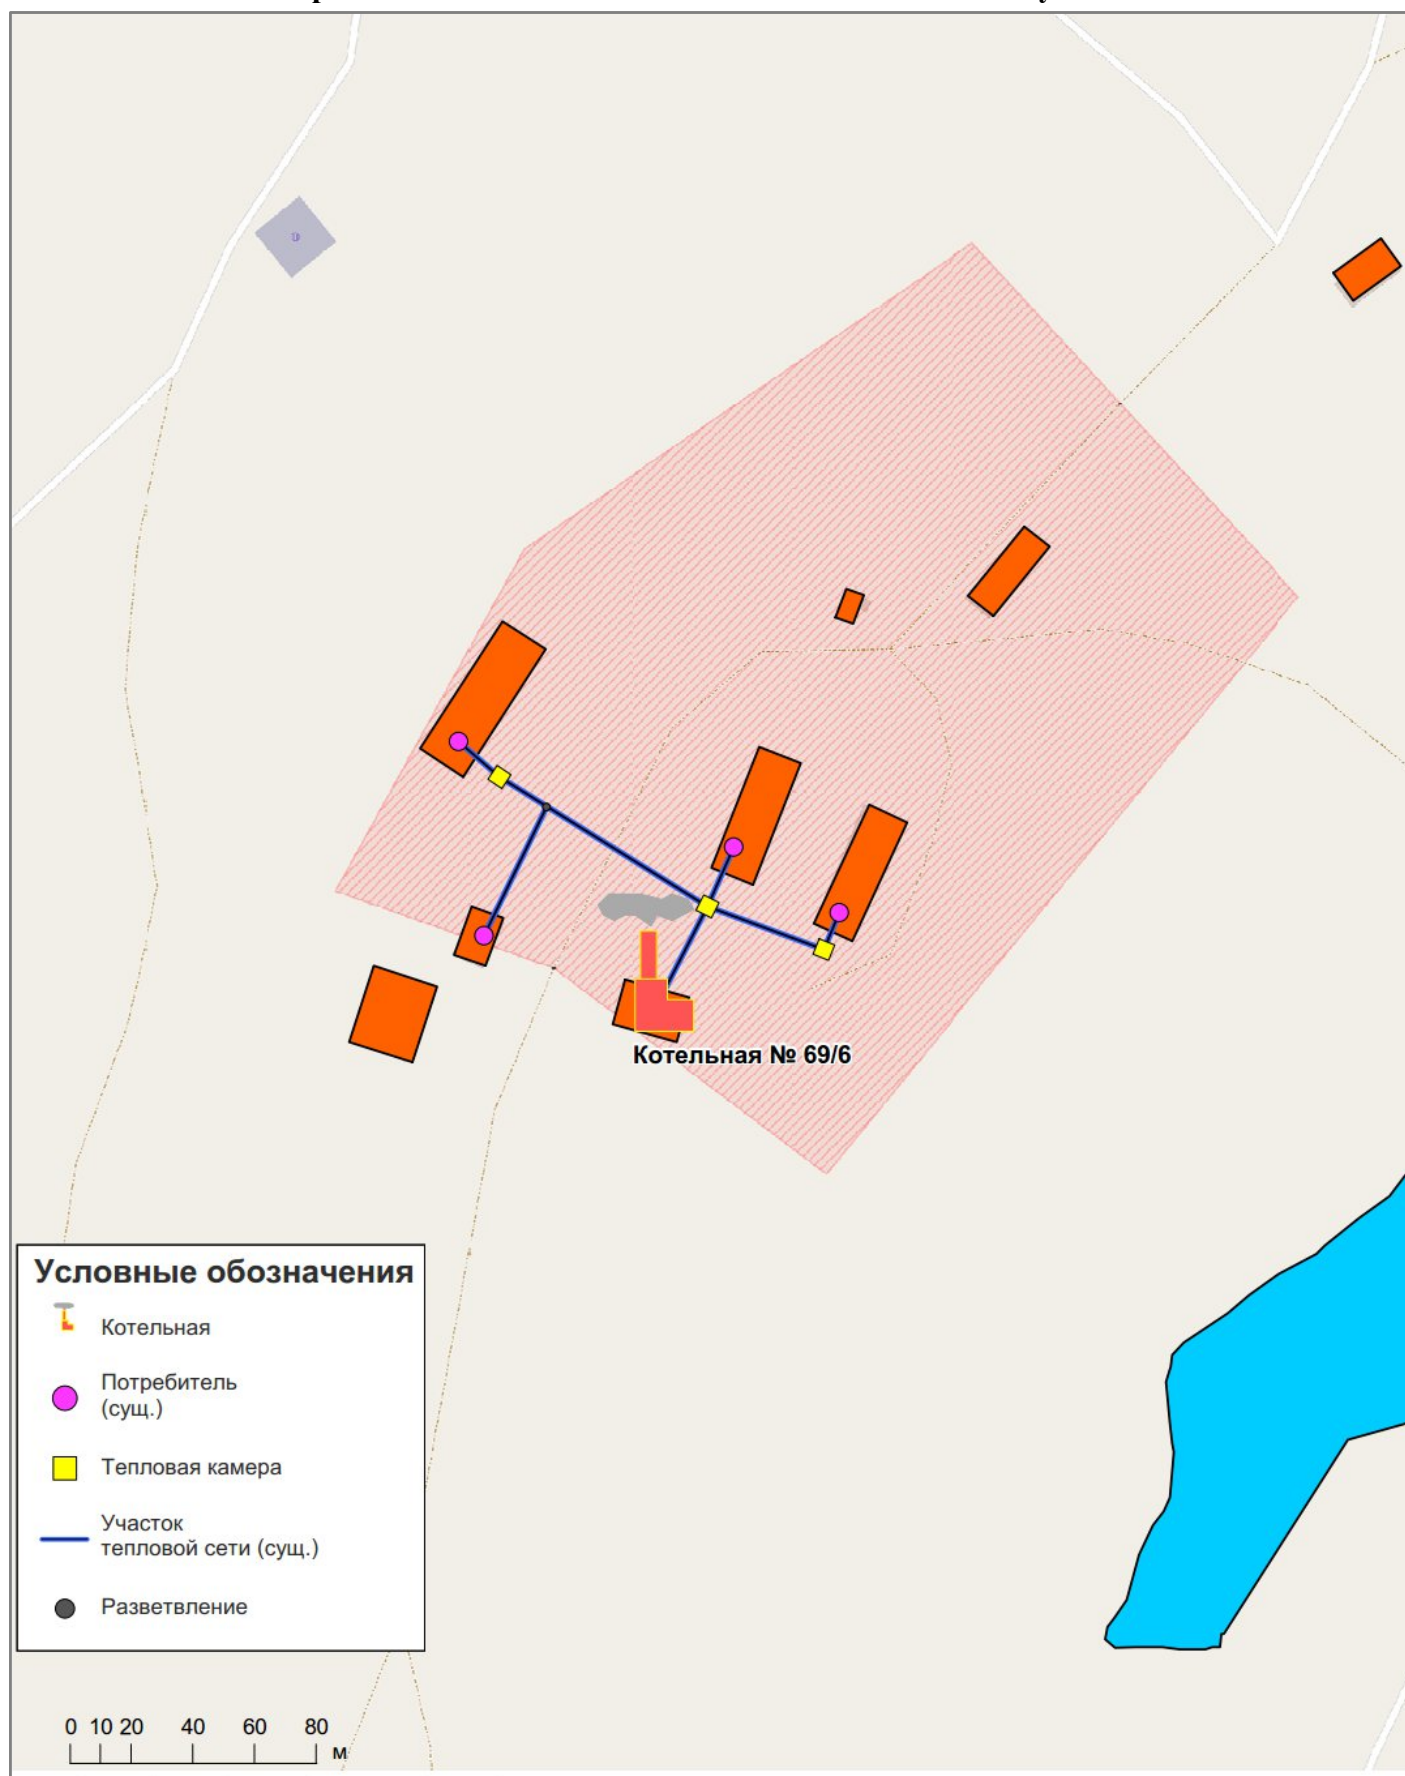 Котельная № 69/6
Условные обозначения
Котельная
Потребитель
(сущ.)
Тепловая камера
Участок
тепловой сети (сущ.)
Разветвление
0 10 20 40 60 80
м